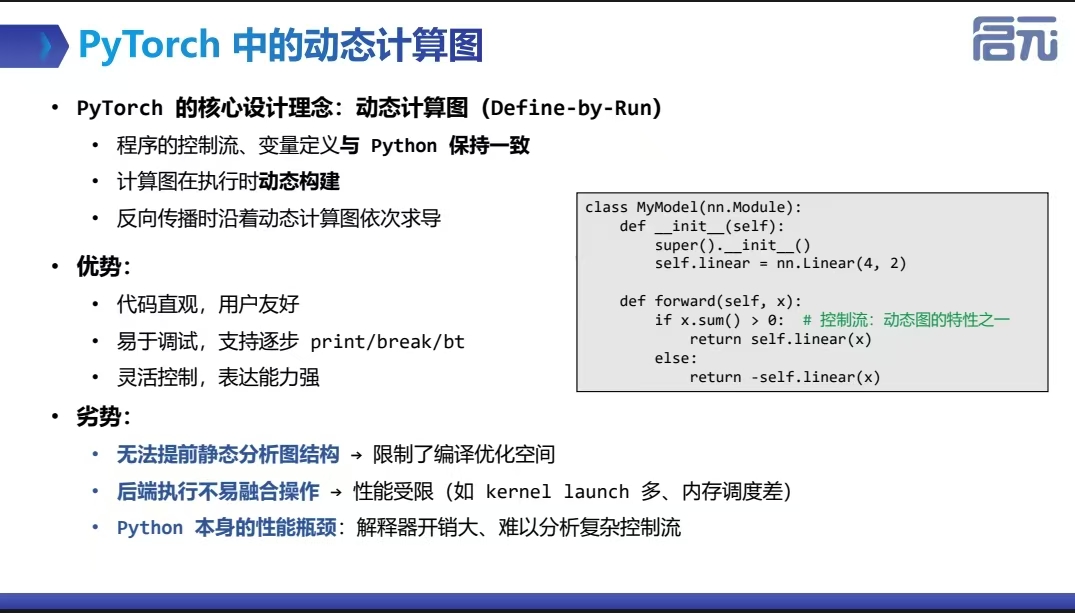 PyTorch 中的动态计算图
启元
• PyTorch 的核心设计理念：动态计算图（Define-by-Run）
• 程序的控制流、变量定义与 Python 保持一致
• 计算图在执行时动态构建
• 反向传播时沿着动态计算图依次求导
• 优势：
• 代码直观，用户友好
• 易于调试，支持逐步 print/break/bt
• 灵活控制，表达能力强
class MyModel(nn.Module):
    def __init__(self):
        super().__init__()
        self.linear = nn.Linear(4, 2)
    def forward(self, x):
        if x.sum() > 0:  # 控制流：动态图的特性之一
            return self.linear(x)
        else:
            return -self.linear(x)
• 劣势：
• 无法提前静态分析图结构 → 限制了编译优化空间
• 后端执行不易融合操作 → 性能受限（如 kernel launch 多、内存调度差）
• Python 本身的性能瓶颈：解释器开销大、难以分析复杂控制流